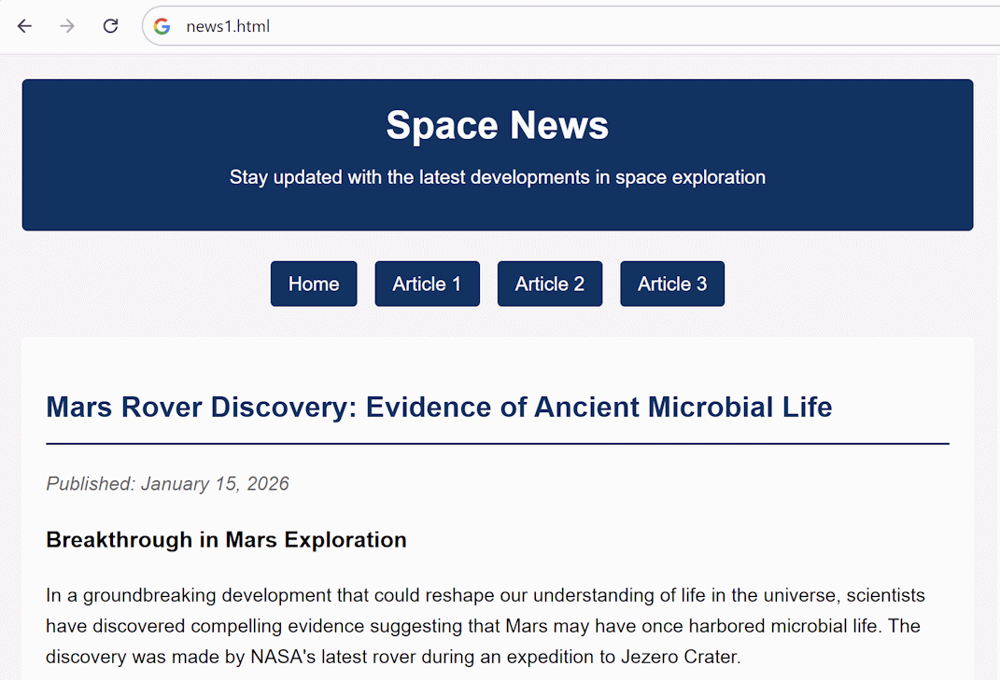 news1.html
Space News
Stay updated with the latest developments in space exploration
Home Article 1 Article 2 Article 3
Mars Rover Discovery: Evidence of Ancient Microbial Life
Published: January 15, 2026
Breakthrough in Mars Exploration
In a groundbreaking development that could reshape our understanding of life in the universe, scientists
have discovered compelling evidence suggesting that Mars may have once harbored microbial life. The
discovery was made by NASA's latest rover during an expedition to Jezero Crater.